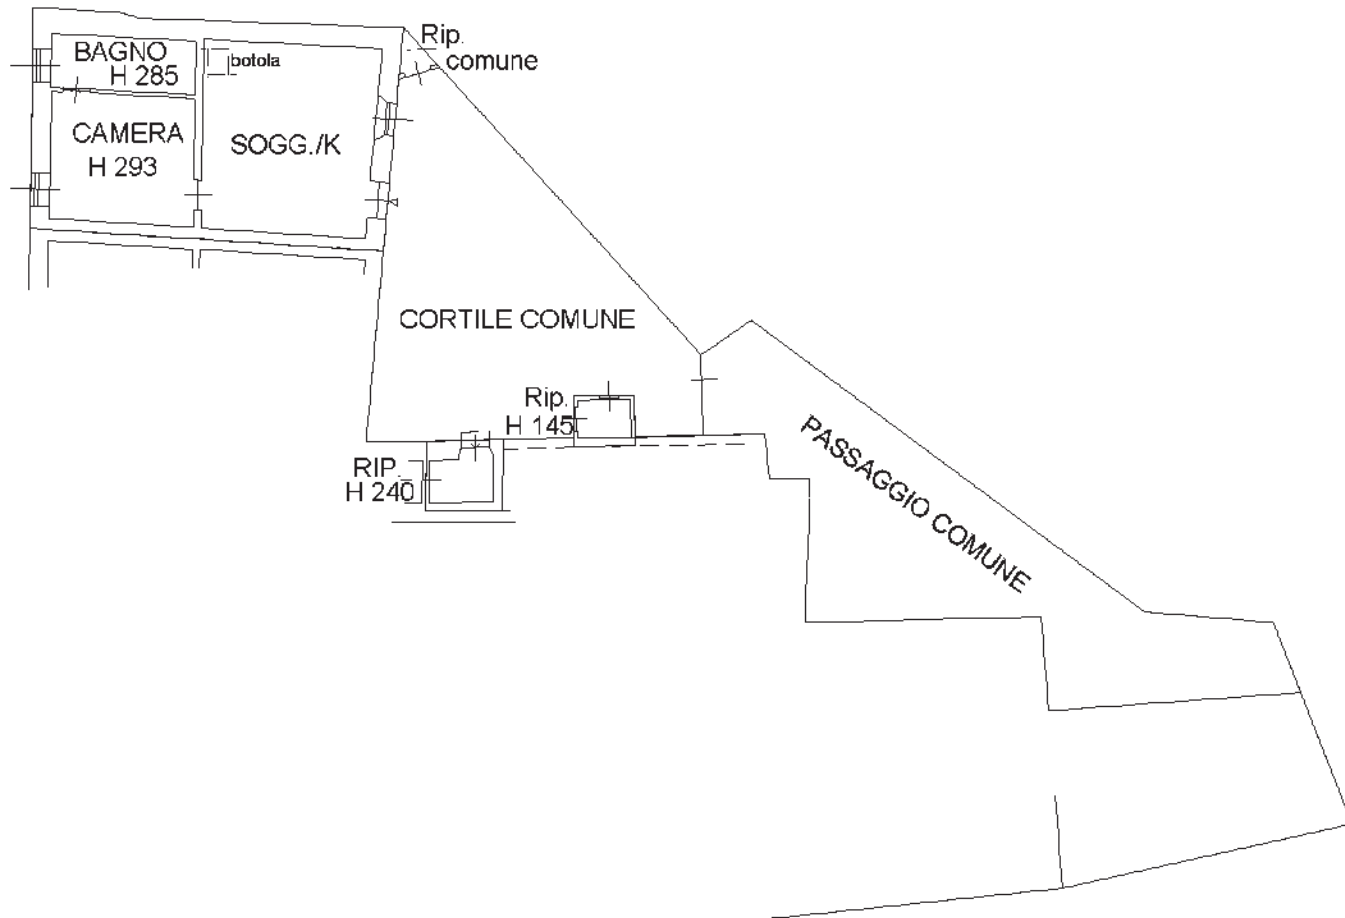 Rip.
comune
BAGNO
H 285
botola
CAMERA
H 293
SOGG./K
CORTILE COMUNE
Rip.
H 145
RIP.
H 240
PASSAGGIO COMUNE